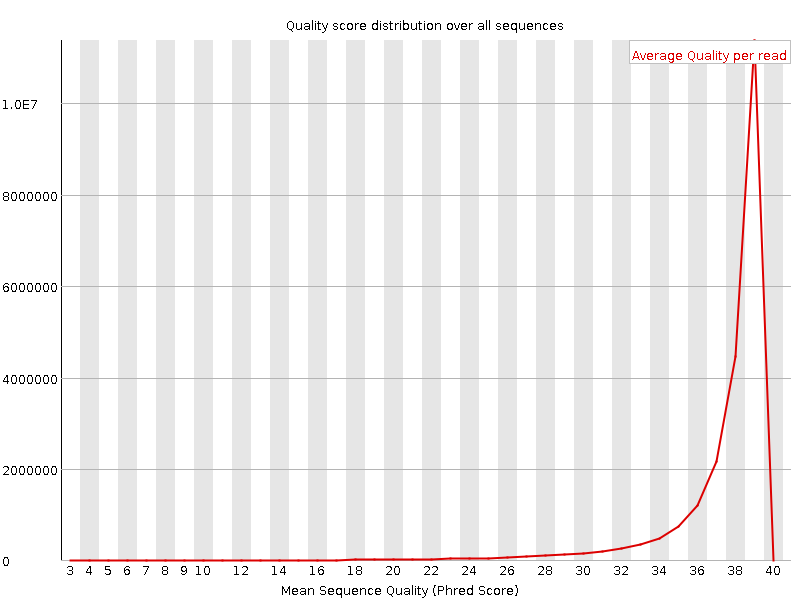 Quality score distribution over all sequences
Average Quality per read
1.0E7
8000000
6000000
4000000
2000000
0
3 4 5 6 7 8 9 10 12 14 16 18 20 22 24 26 28 30 32 34 36 38 40
Mean Sequence Quality (Phred Score)